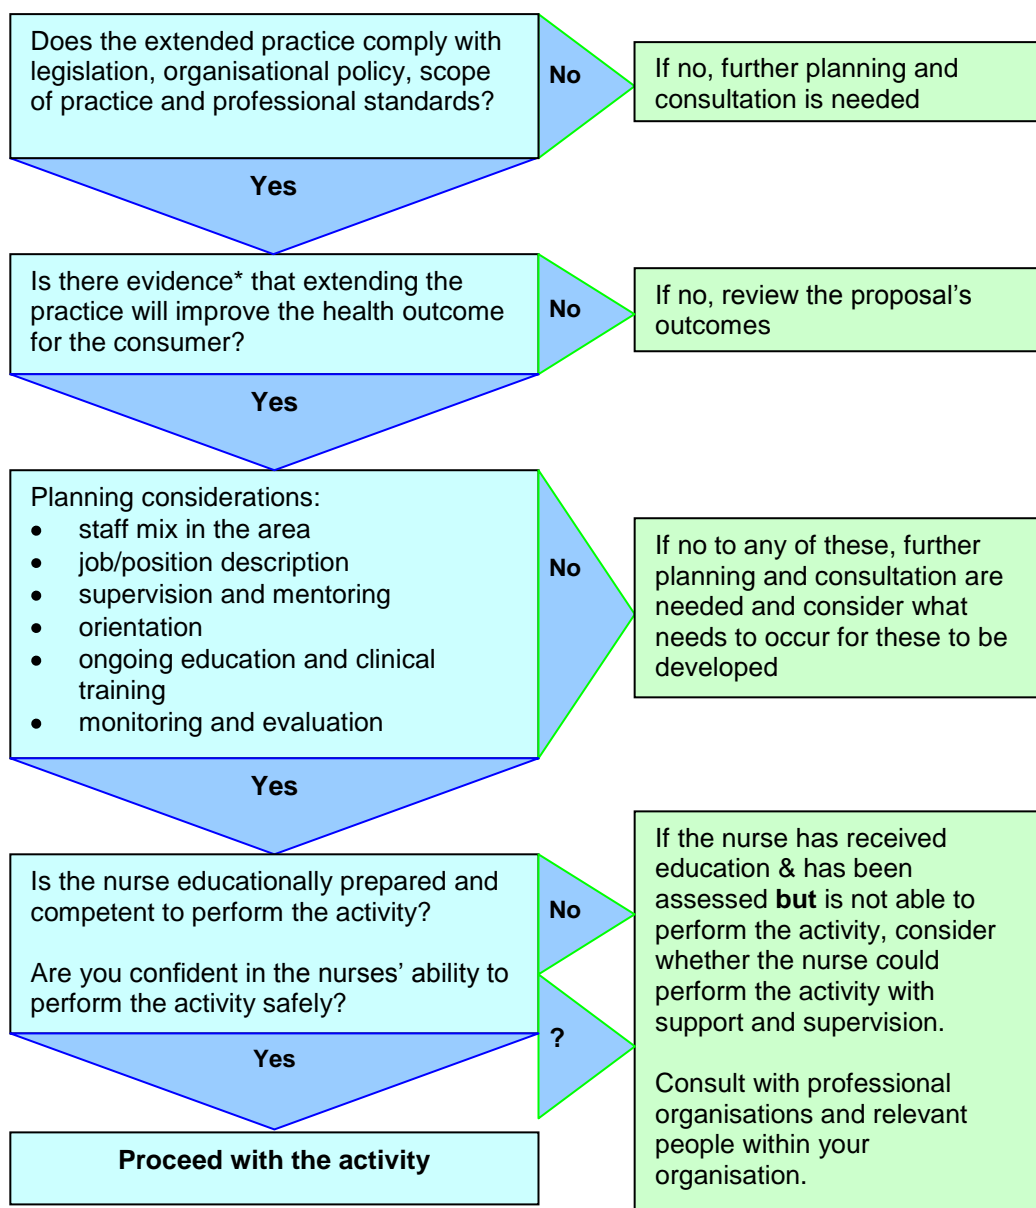 Does the extended practice comply with
legislation, organisational policy, scope
of practice and professional standards?
No
If no, further planning and
consultation is needed
Yes
Is there evidence* that extending the
practice will improve the health outcome
for the consumer?
No
If no, review the proposal's
outcomes
Yes
Planning considerations:
• staff mix in the area
• job/position description
• supervision and mentoring
• orientation
• ongoing education and clinical
training
• monitoring and evaluation
No
If no to any of these, further
planning and consultation are
needed and consider what
needs to occur for these to be
developed
Yes
Is the nurse educationally prepared and
competent to perform the activity?
Are you confident in the nurses' ability to
perform the activity safely?
No
?
If the nurse has received
education & has been
assessed but is not able to
perform the activity, consider
whether the nurse could
perform the activity with
support and supervision.
Consult with professional
organisations and relevant
people within your
organisation.
Yes
Proceed with the activity